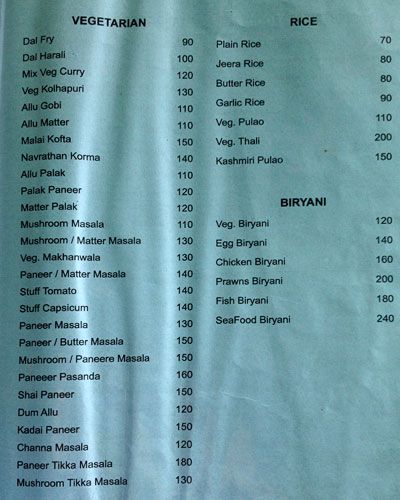 VEGETARIAN
Dal Fry 90
Dal Harali 100
Mix Veg Curry 120
Veg Kolhapuri 130
Allu Gobi 110
Allu Matter 110
Malai Kofta 150
Navrathan Korma 140
Allu Palak 110
Palak Paneer 120
Matter Palak 120
Mushroom Masala 110
Mushroom / Matter Masala 130
Veg. Makhanwala 130
Paneer / Matter Masala 140
Stuff Tomato 140
Stuff Capsicum 140
Paneer Masala 130
Paneer / Butter Masala 150
Mushroom / Paneere Masala 150
Paneeer Pasanda 160
Shai Paneer 150
Dum Allu 120
Kadai Paneer 150
Channa Masala 120
Paneer Tikka Masala 180
Mushroom Tikka Masala 130
RICE
Plain Rice 70
Jeera Rice 80
Butter Rice 80
Garlic Rice 90
Veg. Pulao 110
Veg. Thali 200
Kashmiri Pulao 150
BIRYANI
Veg. Biryani 120
Egg Biryani 140
Chicken Biryani 160
Prawns Biryani 200
Fish Biryani 180
SeaFood Biryani 240